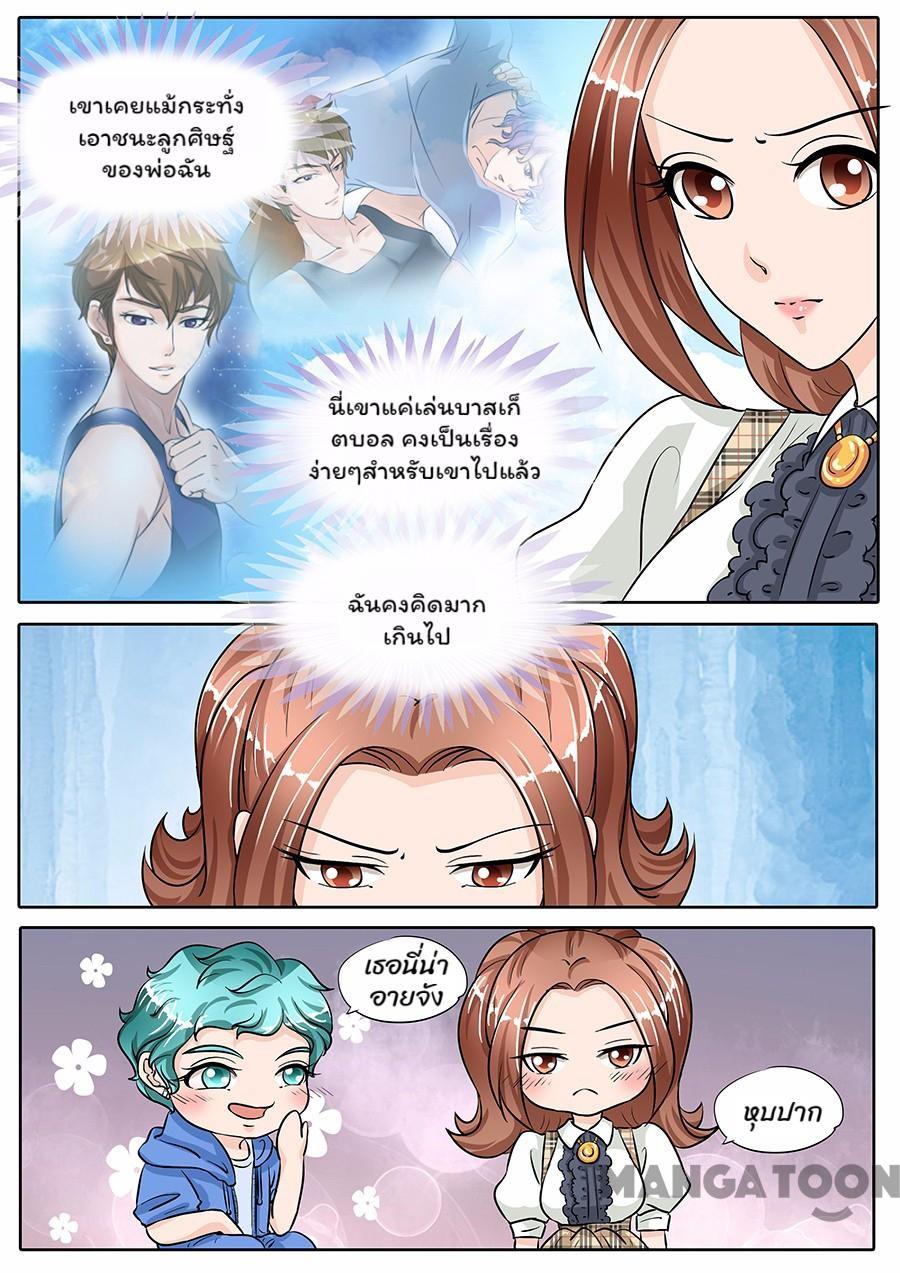 เขาเคยแม้กระทั่ง
เอาชนะลูกศิษฐ์
ของพ่อฉัน
นี่เขาแค่เล่นบาสเก็
ตบอล คงเป็นเรื่อง
ง่ายๆสำหรับเขาไปแล้ว
ฉันคงคิดมาก
เกินไป
เธอนี่น่า
อายจัง
หุบปาก
MANGATOON